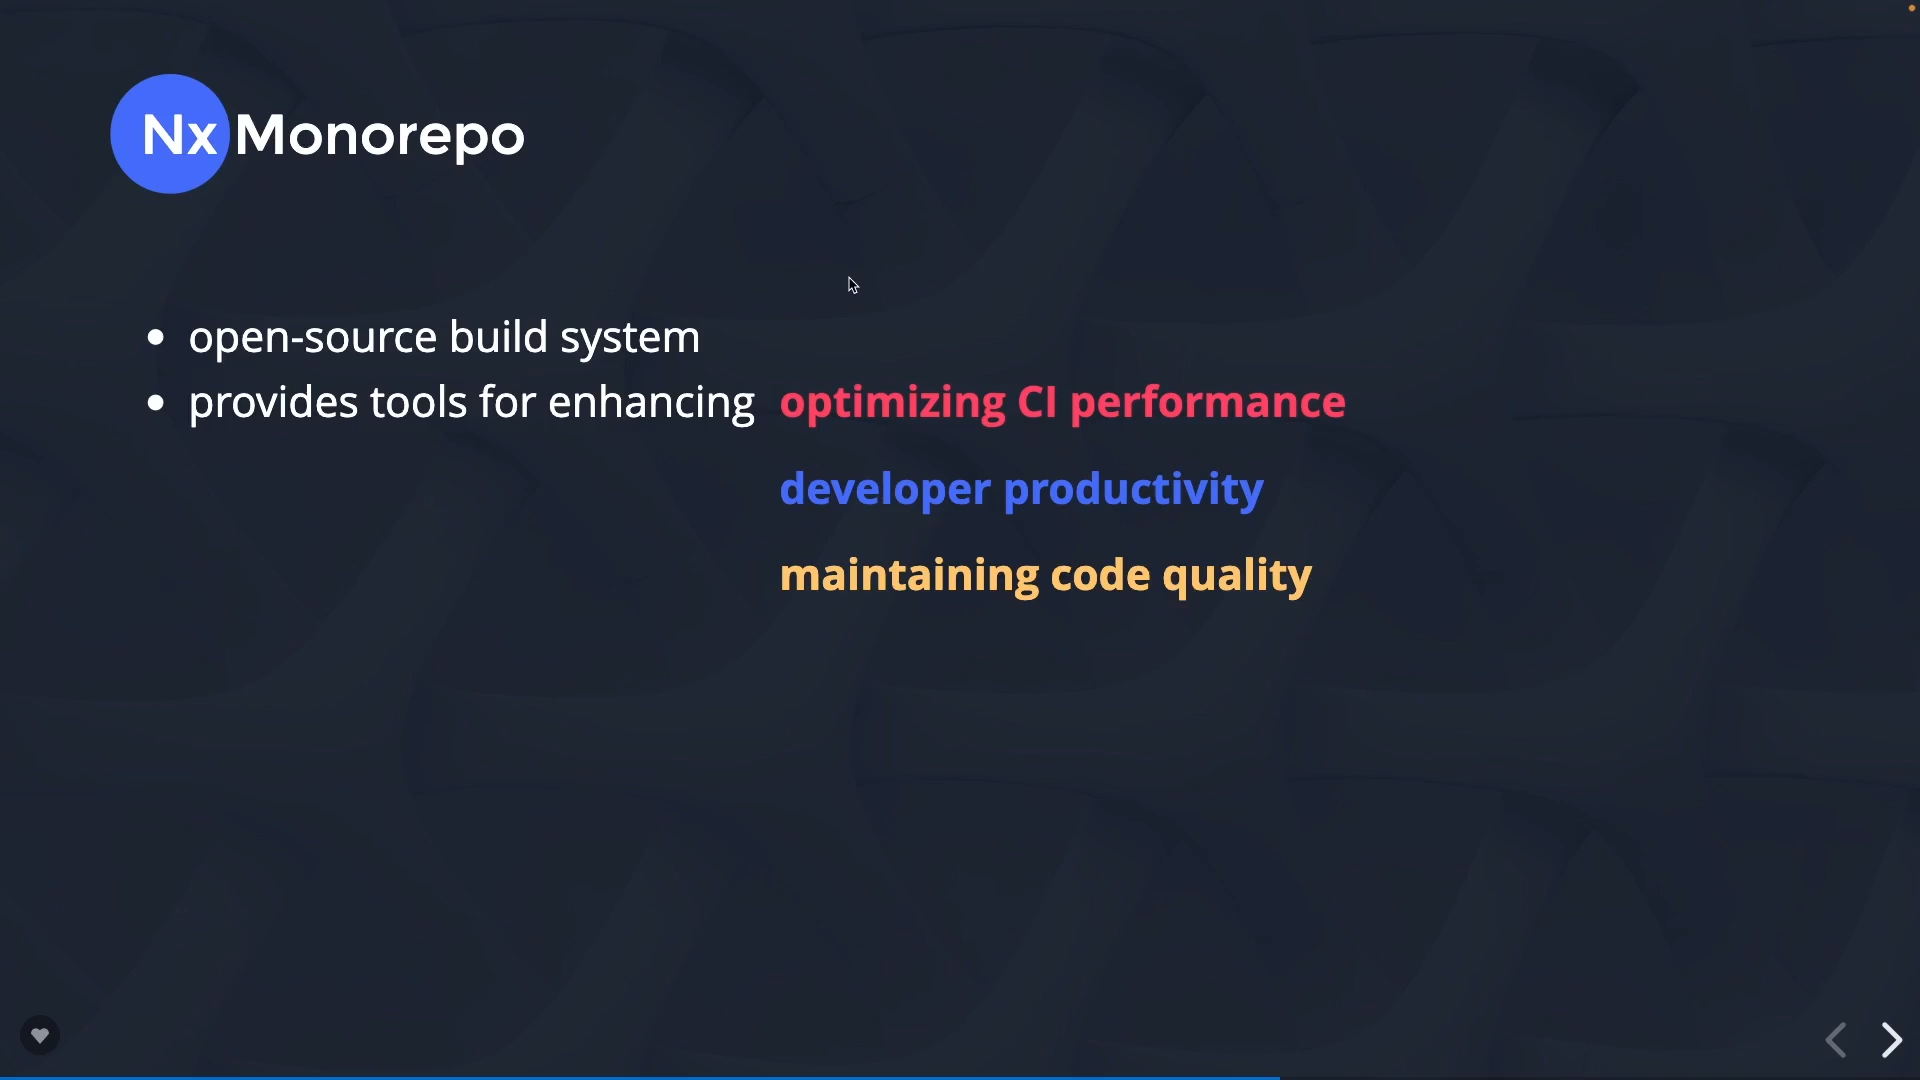 Nx Monorepo
• open-source build system
• provides tools for enhancing optimizing CI performance
developer productivity
maintaining code quality